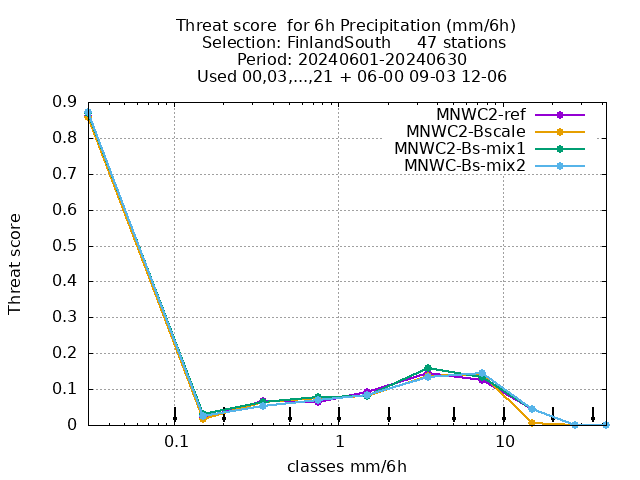 Threat score  for 6h Precipitation (mm/6h)
Selection: FinlandSouth     47 stations
Period: 20240601-20240630
Used 00,03,...,21 + 06-00 09-03 12-06
MNWC2-ref
MNWC2-Bscale
MNWC2-Bs-mix1
MNWC-Bs-mix2
0.9
0.8
0.7
0.6
0.5
0.4
0.3
0.2
0.1
0
Threat score
0.1 1 10
classes mm/6h